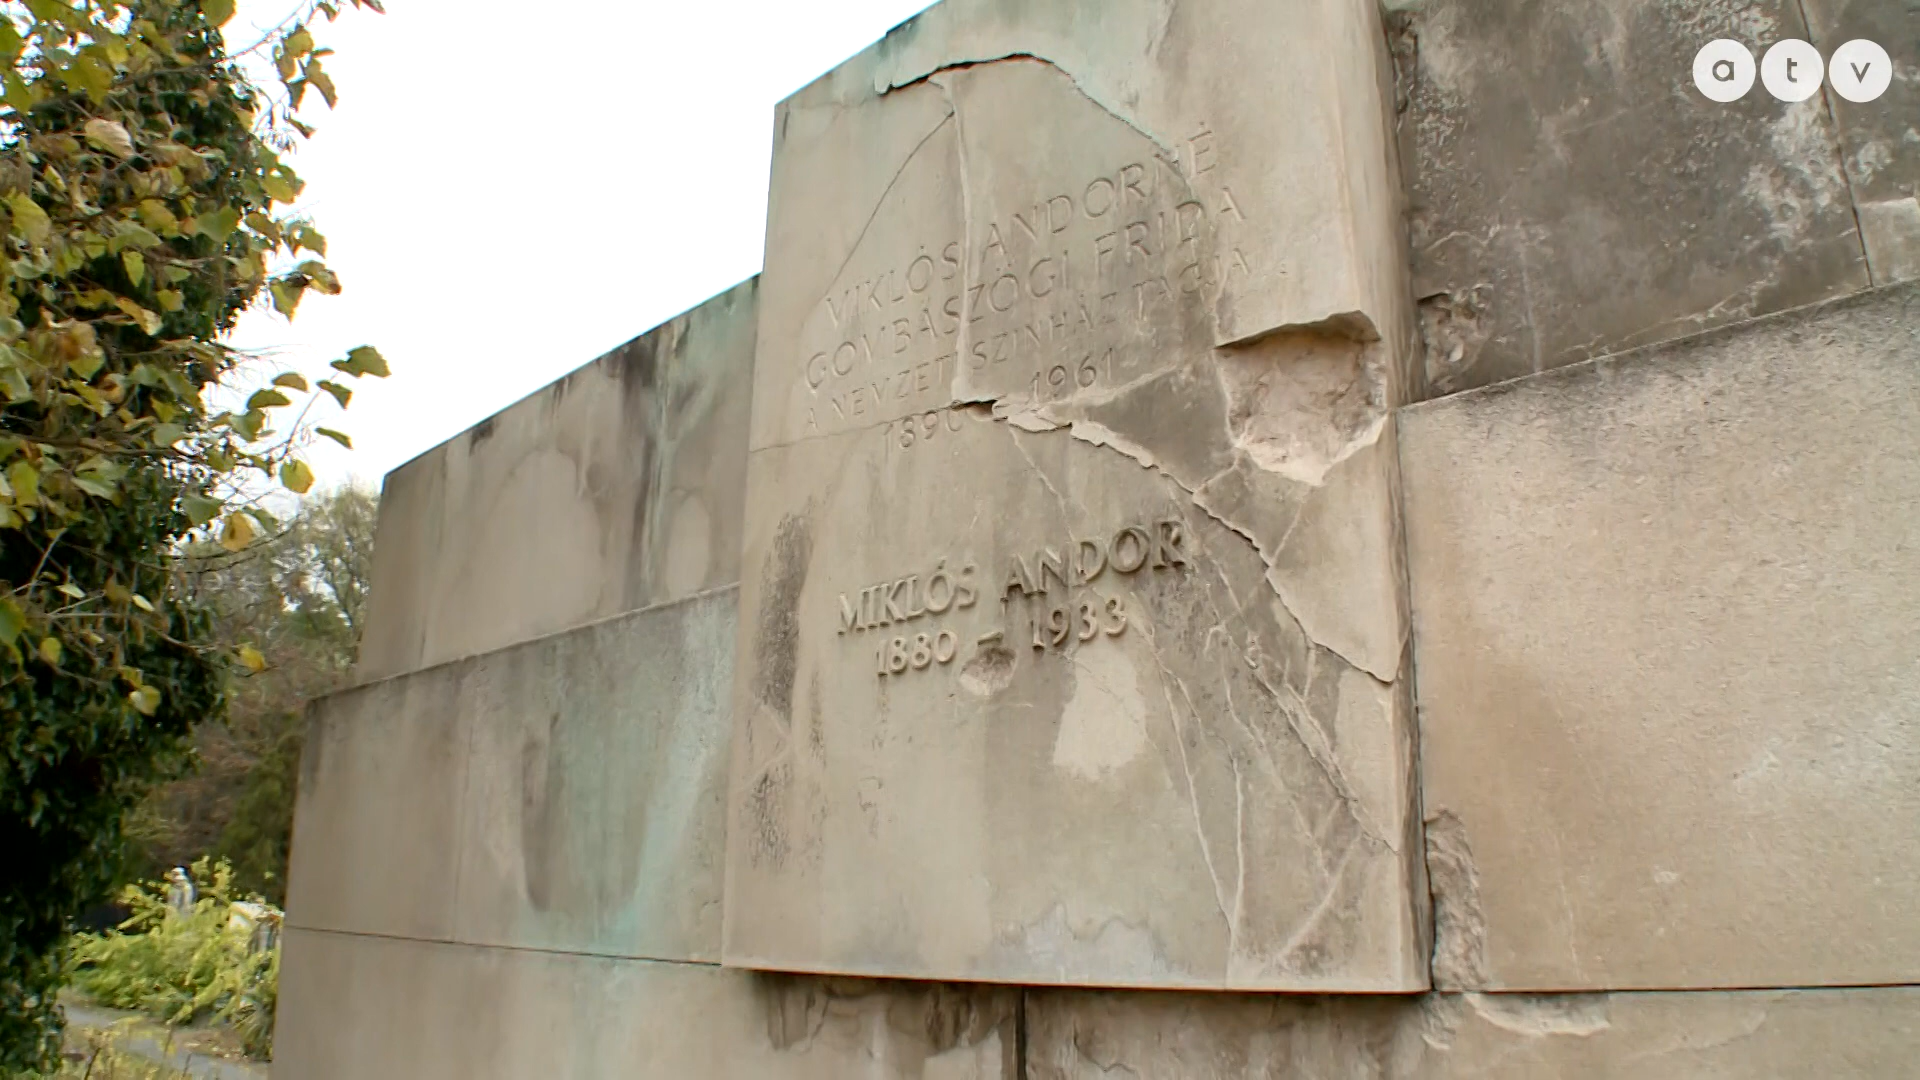 atv
MIKLÓS ANDORNÉ
GOMBASZÖGI FRIDA
A NEMZETI SZINHÁZ TAGJA
1890 1961
MIKLÓS ANDOR
1880 – 1933